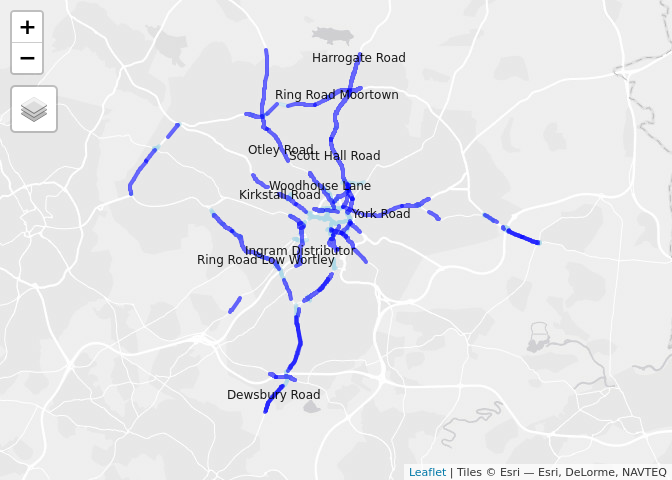 +
−
Harrogate Road
Ring Road Moortown
Otley Road
Scott Hall Road
Woodhouse Lane
Kirkstall Road
York Road
Ingram Distributor
Ring Road Low Wortley
Dewsbury Road
Leaflet | Tiles © Esri — Esri, DeLorme, NAVTEQ